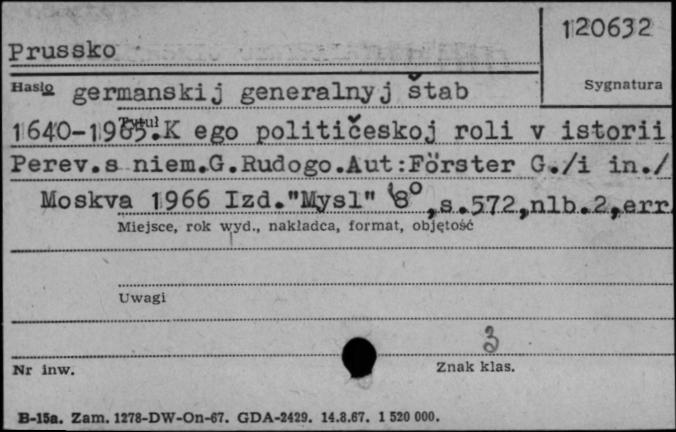 120632
Prussko
Hasło germanskij generalnyj štab
Sygnatura
Tytuł
1640-1965.K ego političeskoj roli v istorii
Perev.s niem.G.Rudogo.Aut:Förster G./i in./
Moskva 1966 Izd."Mysl" 8°,s.572,nlb.2,err.
Miejsce, rok wyd., nakładca, format, objętość
Uwagi
3
Nr inw.
Znak klas.
B-15a. Zam. 1278-DW-On-67. GDA-2429. 14.8.67. 1 520 000.